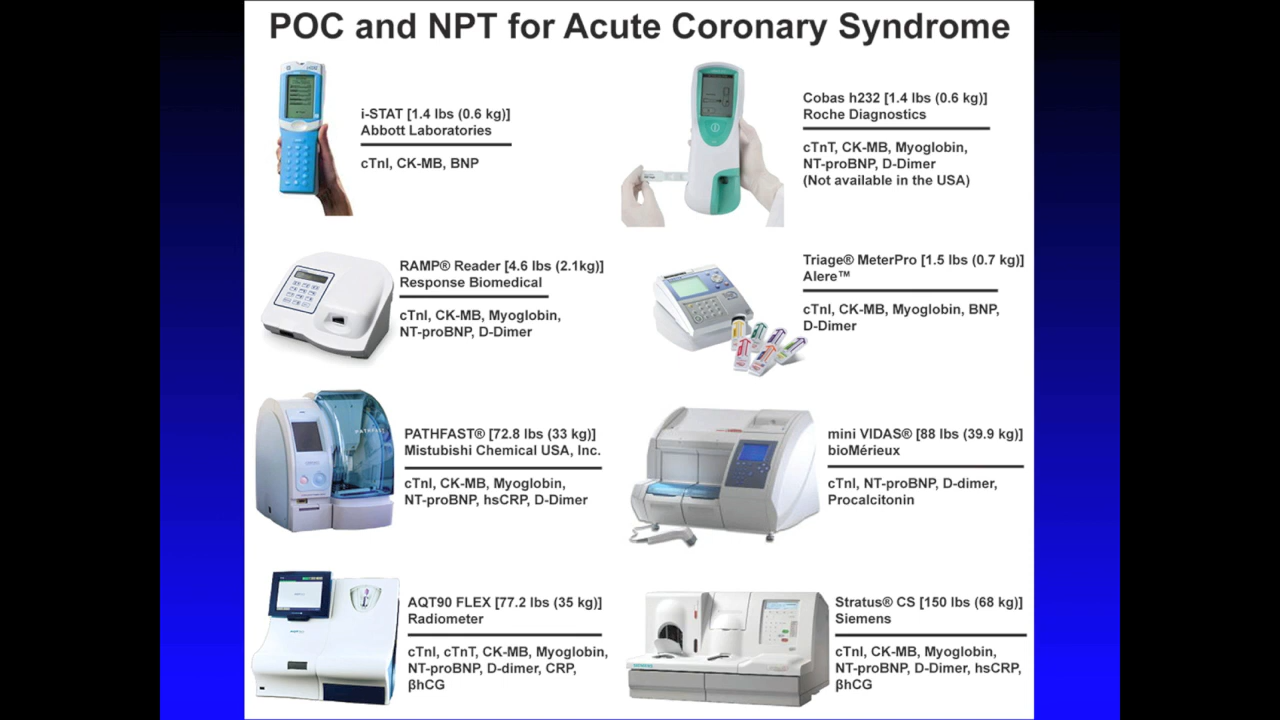 POC and NPT for Acute Coronary Syndrome
i-STAT [1.4 lbs (0.6 kg)]
Abbott Laboratories
cTnI, CK-MB, BNP
Cobas h232 [1.4 lbs (0.6 kg)]
Roche Diagnostics
cTnT, CK-MB, Myoglobin,
NT-proBNP, D-Dimer
(Not available in the USA)
RAMP® Reader [4.6 lbs (2.1kg)]
Response Biomedical
cTnI, CK-MB, Myoglobin,
NT-proBNP, D-Dimer
Triage® MeterPro [1.5 lbs (0.7 kg)]
Alere™
cTnI, CK-MB, Myoglobin, BNP,
D-Dimer
PATHFAST
PATHFAST® [72.8 lbs (33 kg)]
Mistubishi Chemical USA, Inc.
cTnI, CK-MB, Myoglobin,
NT-proBNP, hsCRP, D-Dimer
mini VIDAS® [88 lbs (39.9 kg)]
bioMérieux
cTnI, NT-proBNP, D-dimer,
Procalcitonin
AQT90 FLEX [77.2 lbs (35 kg)]
Radiometer
cTnI, cTnT, CK-MB, Myoglobin,
NT-proBNP, D-dimer, CRP,
βhCG
Stratus® CS [150 lbs (68 kg)]
Siemens
cTnI, CK-MB, Myoglobin,
NT-proBNP, D-Dimer, hsCRP,
βhCG